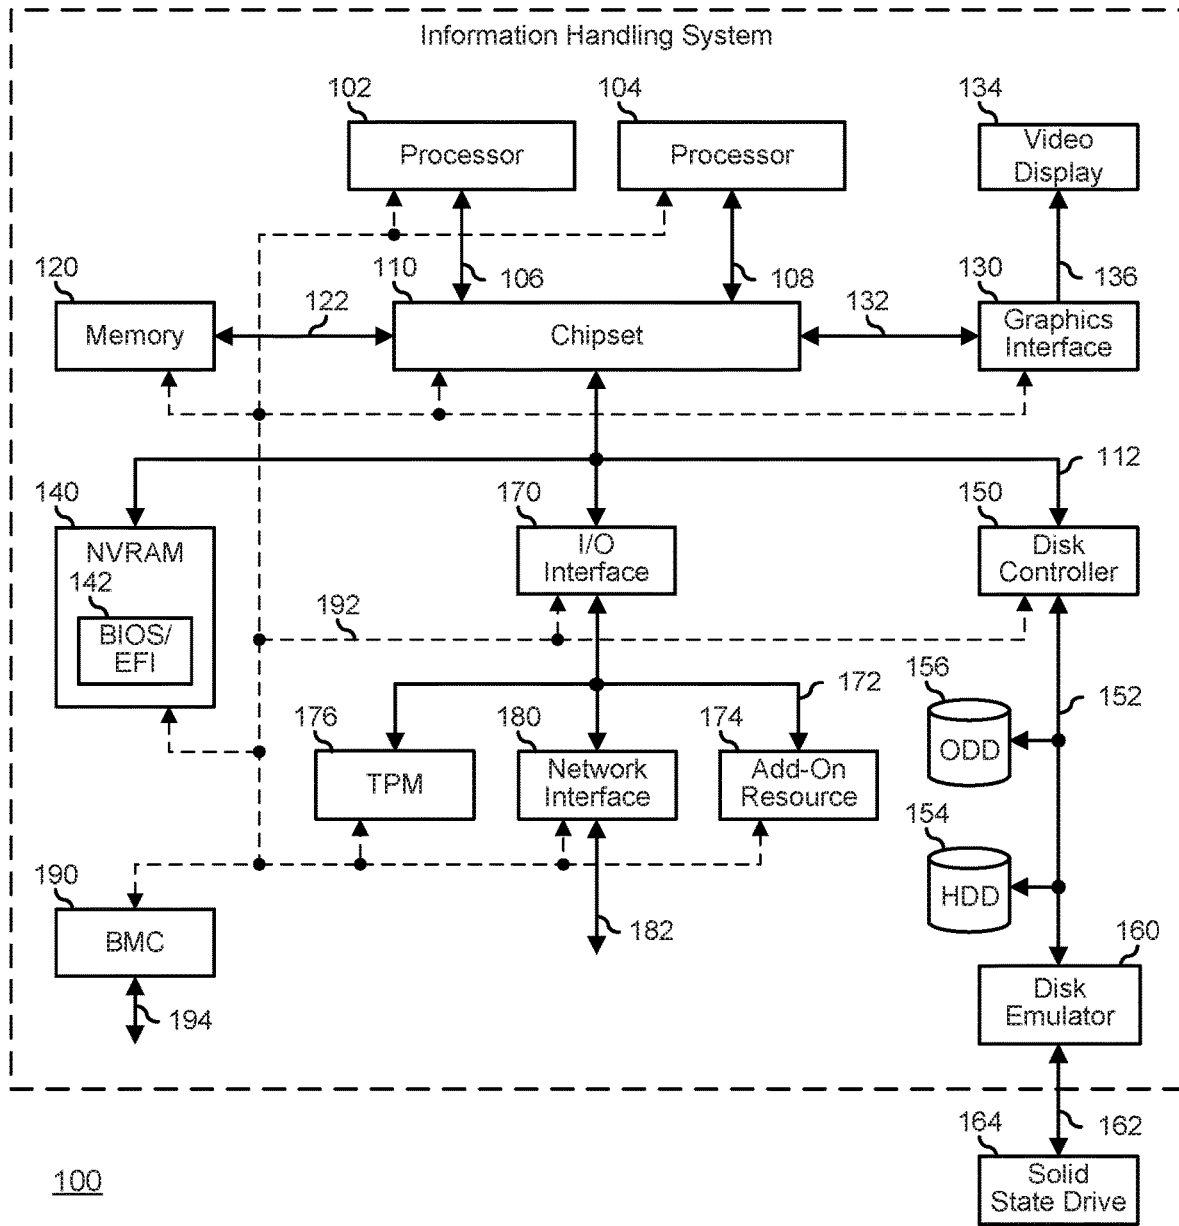 Information Handling System
102
104
134
Processor
Processor
Video
Display
120
110
106
108
130
136
122
132
Memory
Chipset
Graphics
Interface
112
140
170
150
NVRAM
I/O
Interface
Disk
Controller
142
BIOS/
EFI
192
156
152
172
176
180
174
ODD
TPM
Network
Interface
Add-On
Resource
154
190
HDD
BMC
182
160
194
Disk
Emulator
164
162
100
Solid
State Drive